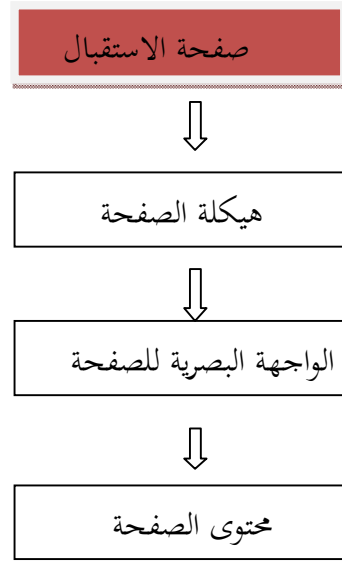 صفحة الاستقبال
هيكلة الصفحة
الواجهة البصرية للصفحة
محتوى الصفحة